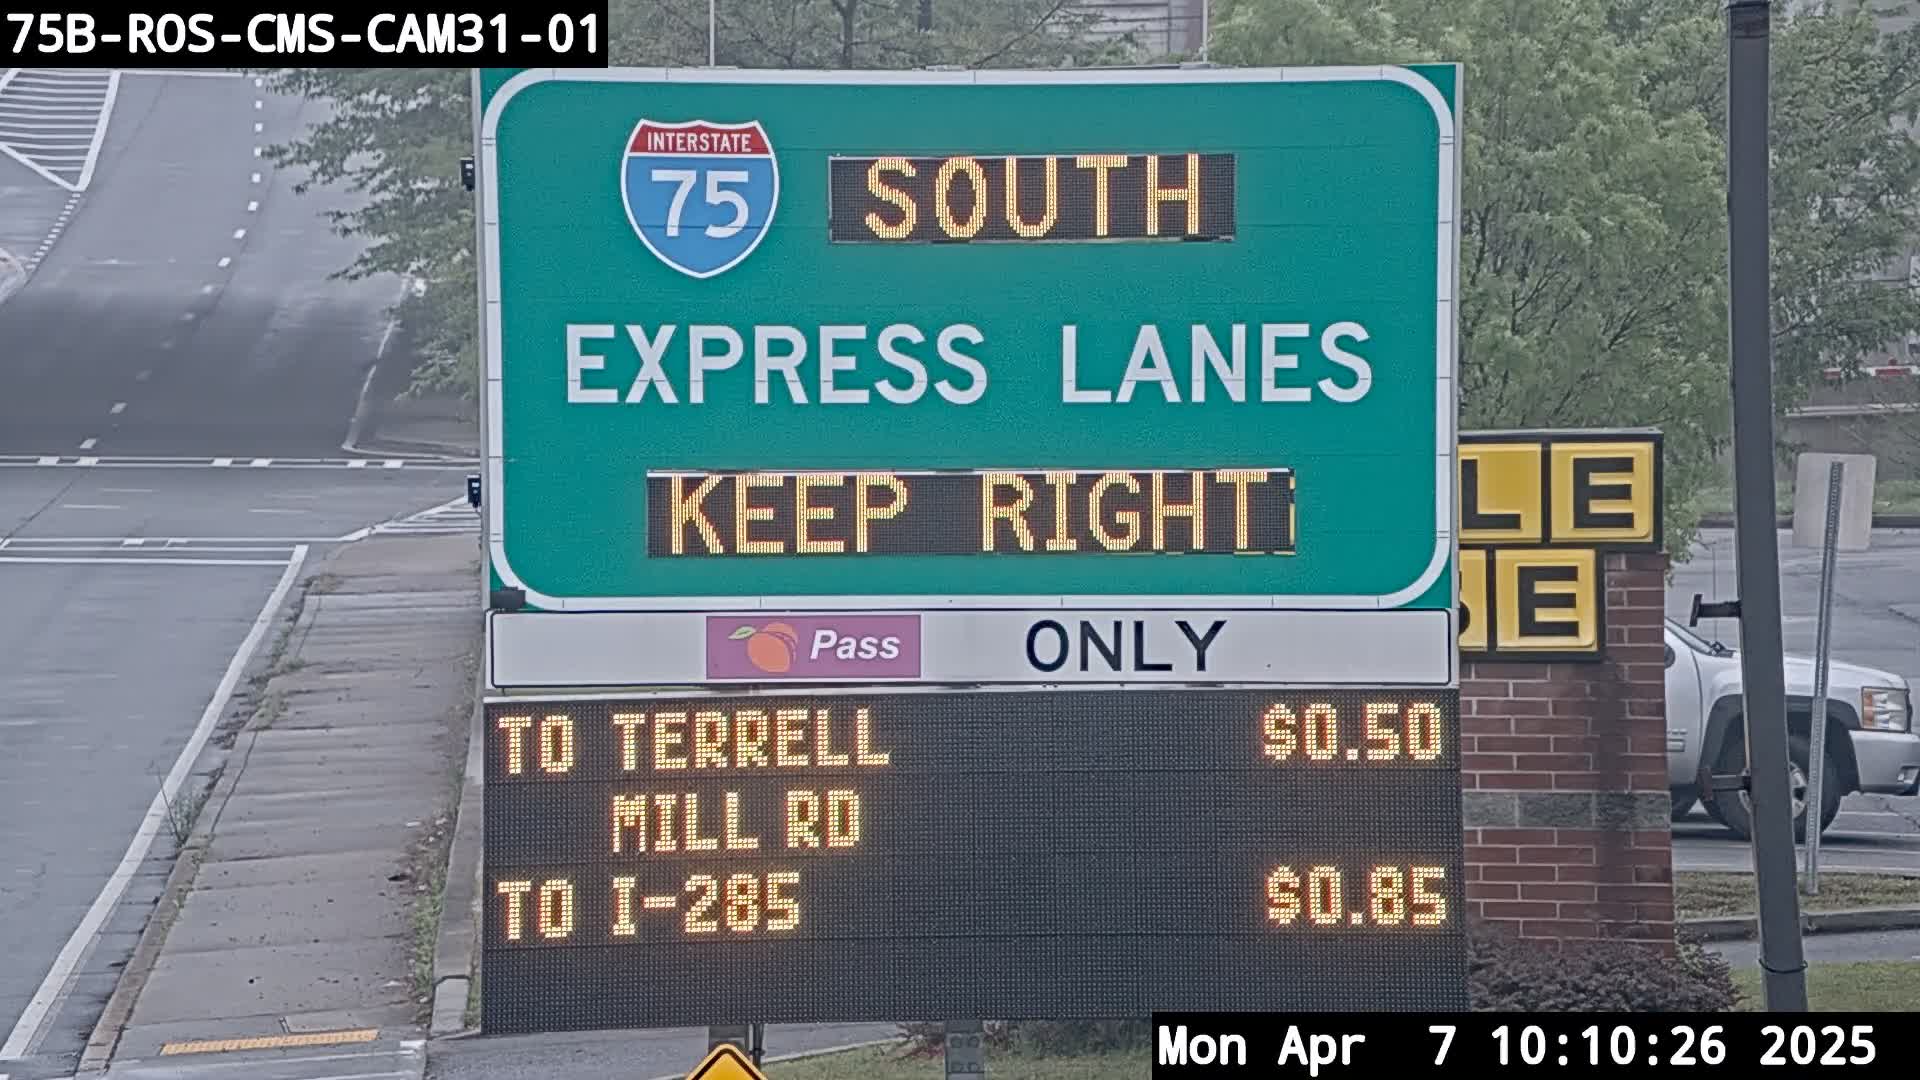 75B-ROS-CMS-CAM31-01
INTERSTATE
75
SOUTH
EXPRESS LANES
KEEP RIGHT
Pass ONLY
TO TERRELL $0.50
MILL RD
TO I-285 $0.85
LE
E
Mon Apr 7 10:10:26 2025